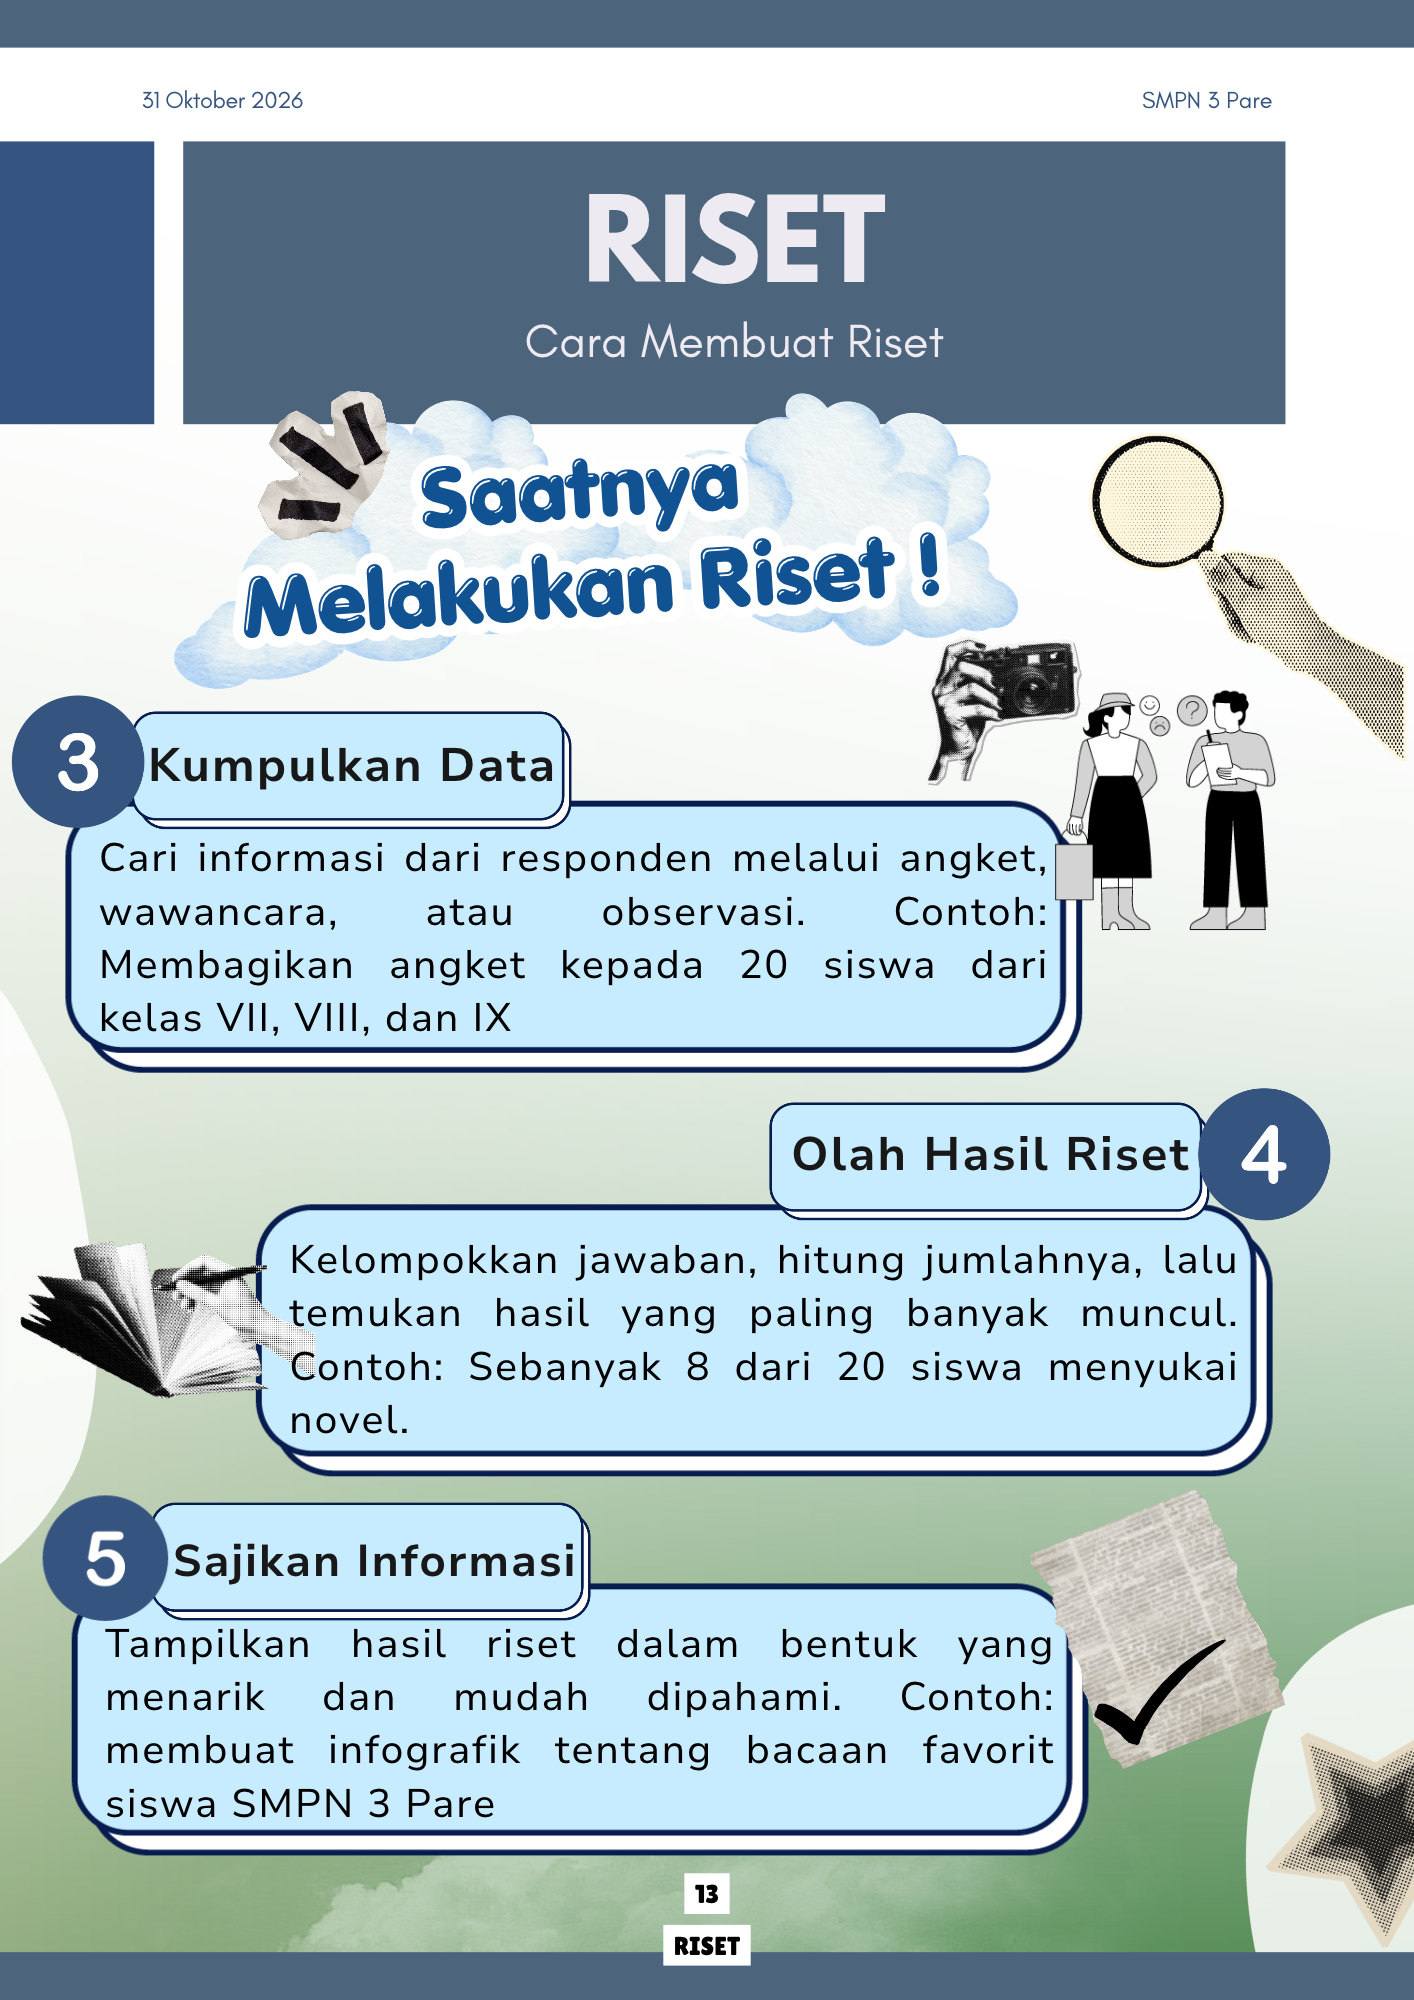 31 Oktober 2026
SMPN 3 Pare
RISET
Cara Membuat Riset
Saatnya
Melakukan Riset !
3
Kumpulkan Data
Cari informasi dari responden melalui angket,
wawancara, atau observasi. Contoh:
Membagikan angket kepada 20 siswa dari
kelas VII, VIII, dan IX
Olah Hasil Riset
4
Kelompokkan jawaban, hitung jumlahnya, lalu
temukan hasil yang paling banyak muncul.
Contoh: Sebanyak 8 dari 20 siswa menyukai
novel.
5
Sajikan Informasi
Tampilkan hasil riset dalam bentuk yang
menarik dan mudah dipahami. Contoh:
membuat infografik tentang bacaan favorit
siswa SMPN 3 Pare
13
RISET